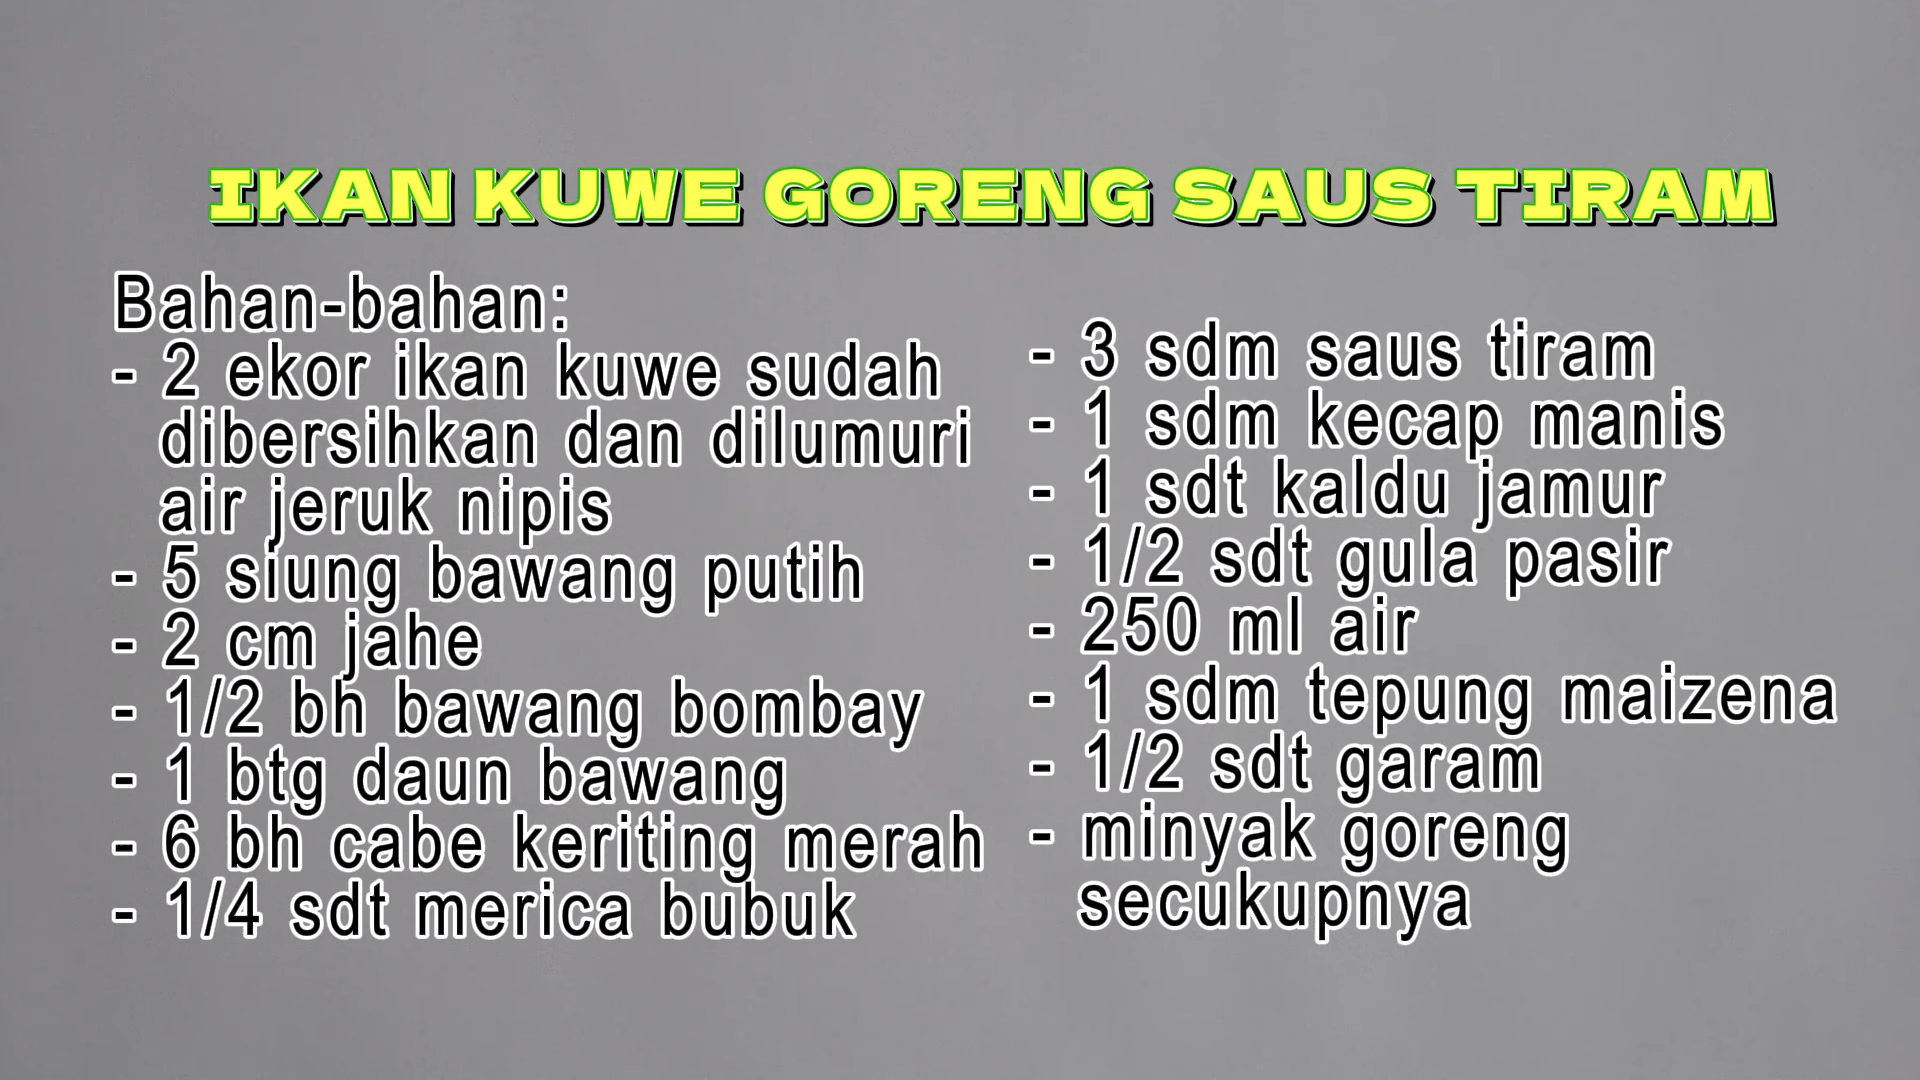 IKAN KUWE GORENG SAUS TIRAM
Bahan-bahan:
- 2 ekor ikan kuwe sudah
dibersihkan dan dilumuri
air jeruk nipis
- 5 siung bawang putih
- 2 cm jahe
- 1/2 bh bawang bombay
- 1 btg daun bawang
- 6 bh cabe keriting merah
- 1/4 sdt merica bubuk
- 3 sdm saus tiram
- 1 sdm kecap manis
- 1 sdt kaldu jamur
- 1/2 sdt gula pasir
- 250 ml air
- 1 sdm tepung maizena
- 1/2 sdt garam
- minyak goreng
secukupnya